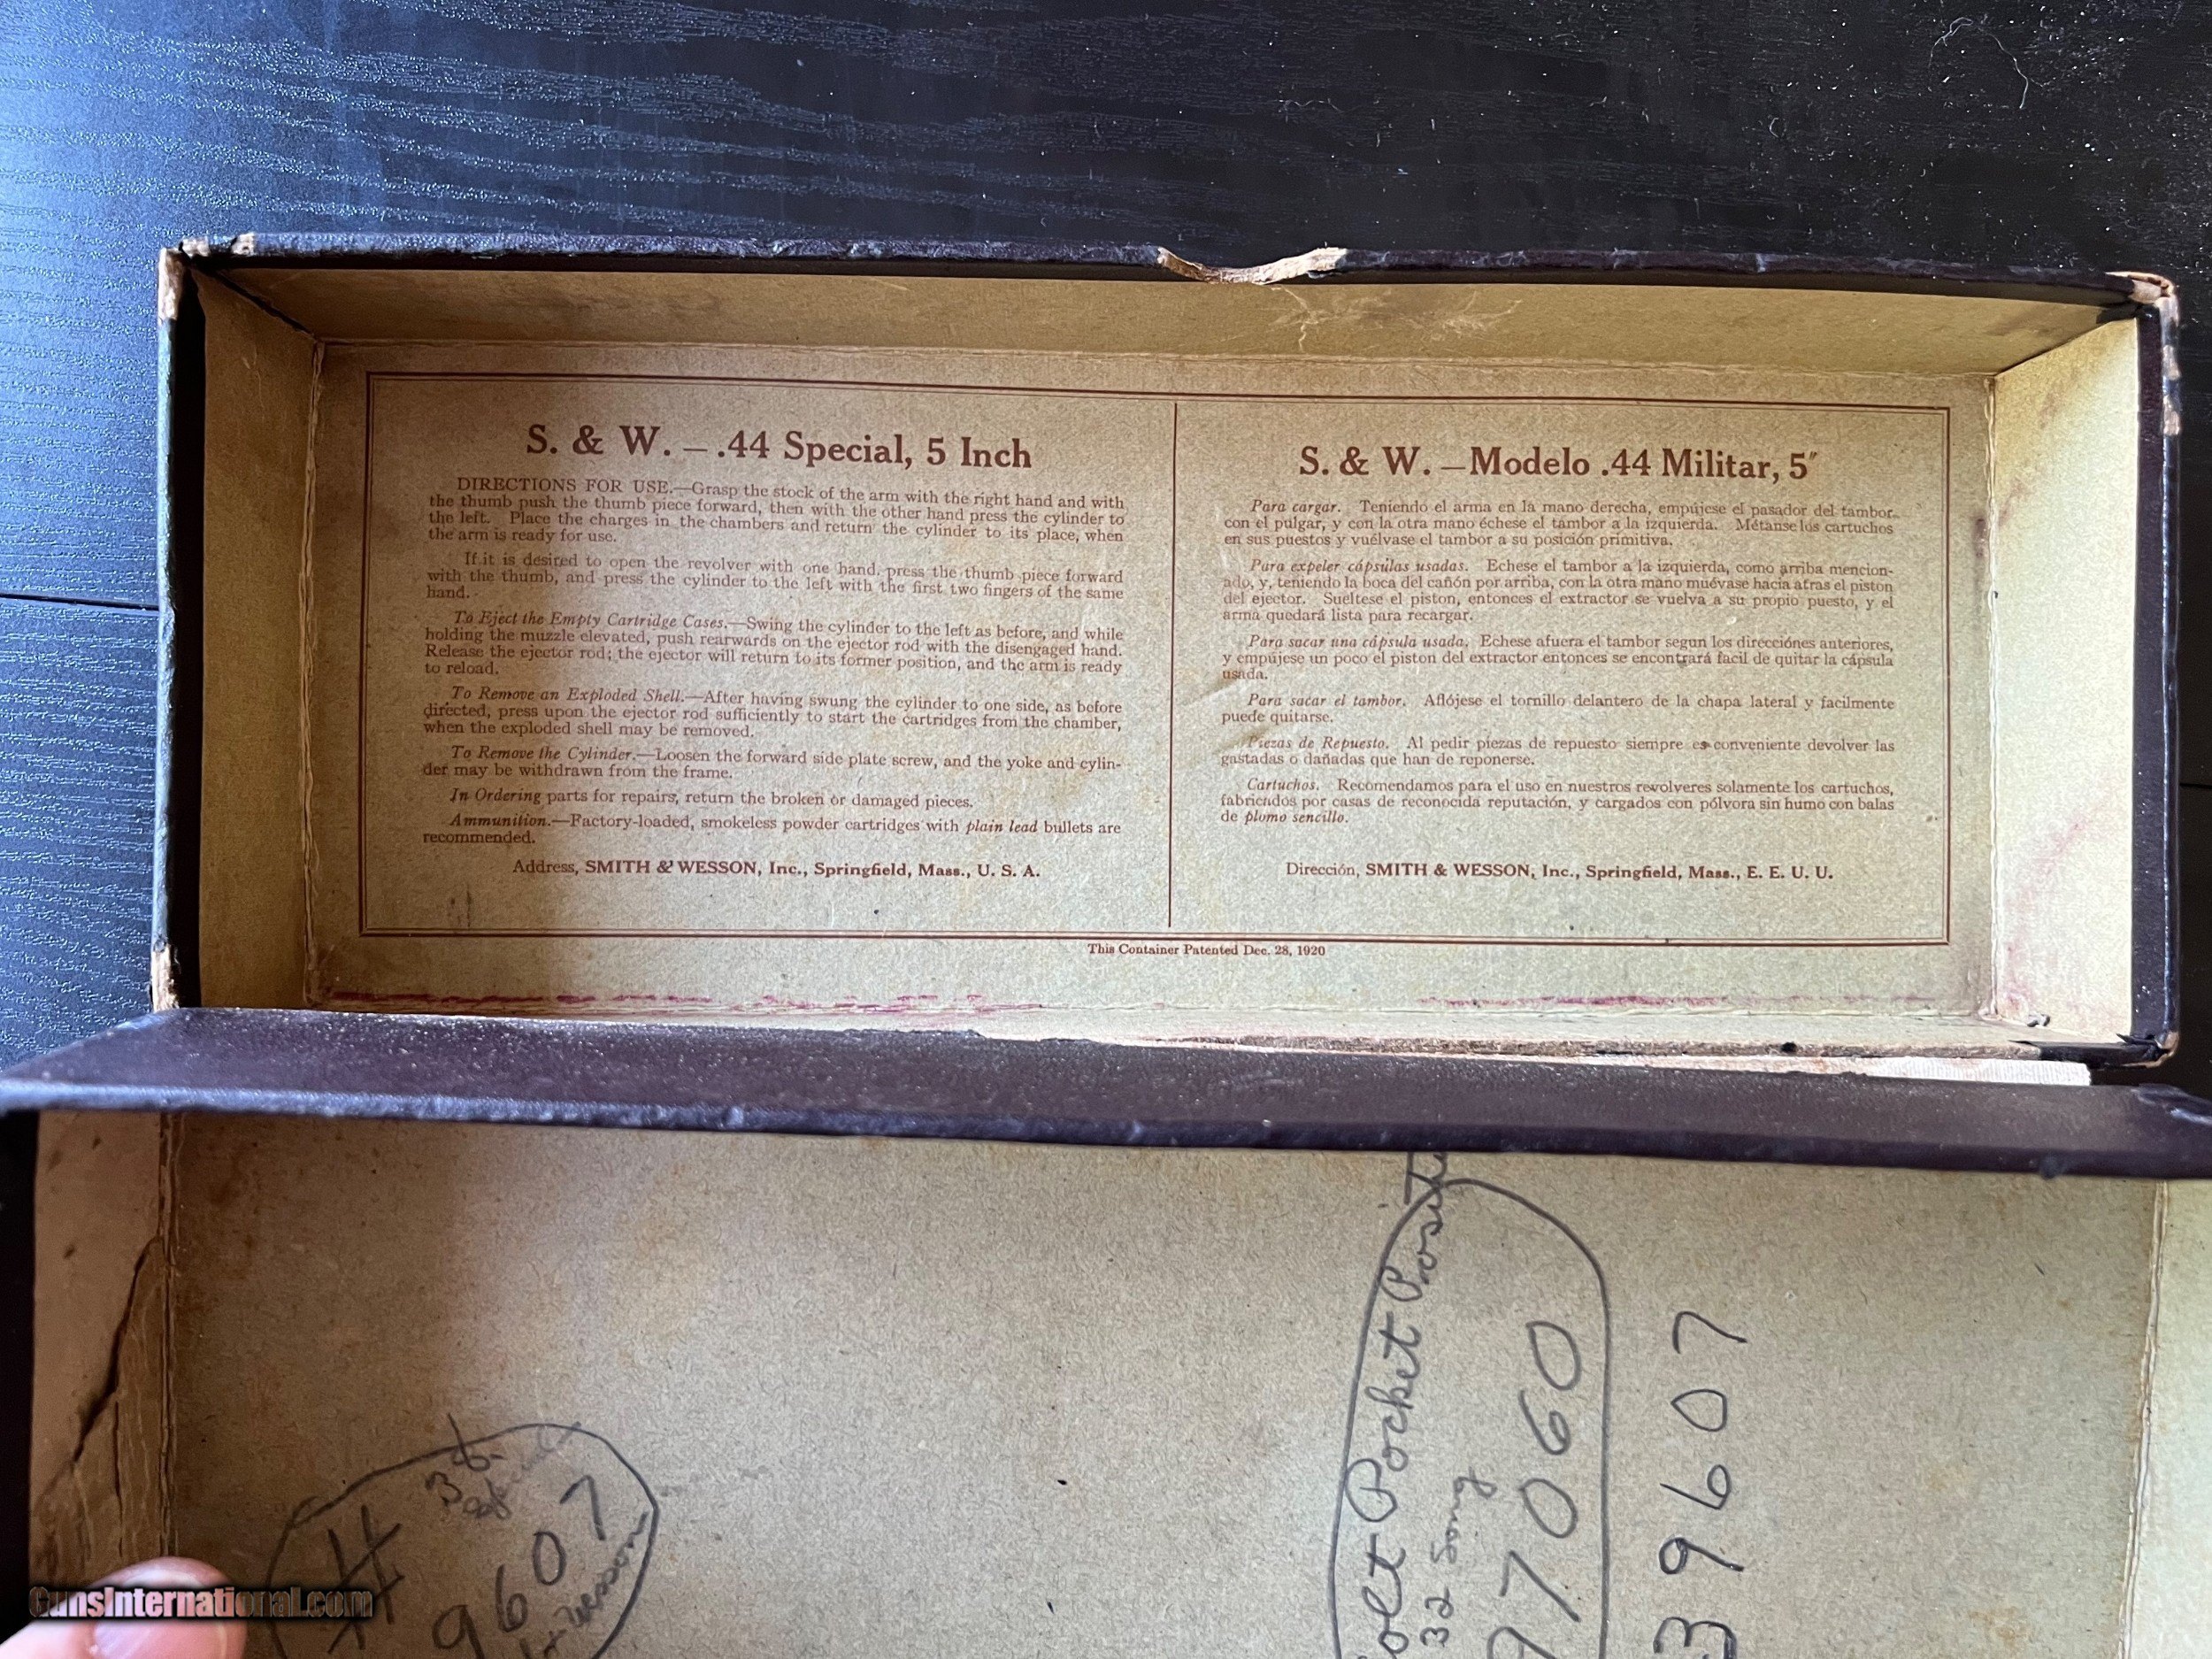 S. & W. – .44 Special, 5 Inch
DIRECTIONS FOR USE.—Grasp the stock of the arm with the right hand and with
the thumb push the thumb piece forward, then with the other hand press the cylinder to
the left. Place the charges in the chambers and return the cylinder to its place, when
the arm is ready for use.
If it is desired to open the revolver with one hand, press the thumb piece forward
with the thumb, and press the cylinder to the left with the first two fingers of the same
hand.
To Eject the Empty Cartridge Cases.—Swing the cylinder to the left as before, and while
holding the muzzle elevated, push rearwards on the ejector rod with the disengaged hand.
Release the ejector rod; the ejector will return to its former position, and the arm is ready
to reload.
To Remove an Exploded Shell.—After having swung the cylinder to one side, as before
directed, press upon the ejector rod sufficiently to start the cartridges from the chamber,
when the exploded shell may be removed.
To Remove the Cylinder.—Loosen the forward side plate screw, and the yoke and cylin-
der may be withdrawn from the frame.
In Ordering parts for repairs, return the broken or damaged pieces.
Ammunition.—Factory-loaded, smokeless powder cartridges with plain lead bullets are
recommended.
Address, SMITH & WESSON, Inc., Springfield, Mass., U. S. A.
S. & W. –Modelo .44 Militar, 5"
Para cargar. Teniendo el arma en la mano derecha, empújese el pasador del tambor
con el pulgar, y con la otra mano échese el tambor a la izquierda. Métanse los cartuchos
en sus puestos y vuélvase el tambor a su posición primitiva.
Para expeler cápsulas usadas. Echese el tambor a la izquierda, como arriba mencion-
ado, y, teniendo la boca del cañón por arriba, con la otra mano muévase hacia atras el piston
del ejector. Sueltese el piston, entonces el extractor se vuelva a su propio puesto, y el
arma quedará lista para recargar.
Para sacar una cápsula usada. Echese afuera el tambor segun los direcciónes anteriores,
y empújese un poco el piston del extractor entonces se encontrará facil de quitar la cápsula
usada.
Para sacar el tambor. Aflójese el tornillo delantero de la chapa lateral y facilmente
puede quitarse.
Piezas de Repuesto. Al pedir piezas de repuesto siempre es conveniente devolver las
gastadas o dañadas que han de reponerse.
Cartuchos. Recomendamos para el uso en nuestros revolveres solamente los cartuchos,
fabricados por casas de reconocida reputación, y cargados con pólvora sin humo con balas
de plomo sencillo.
Dirección, SMITH & WESSON, Inc., Springfield, Mass., E. E. U. U.
This Container Patented Dec. 28, 1920
#
9607
Wesson
Pocket
32
77060
39607
GunsInternational.com